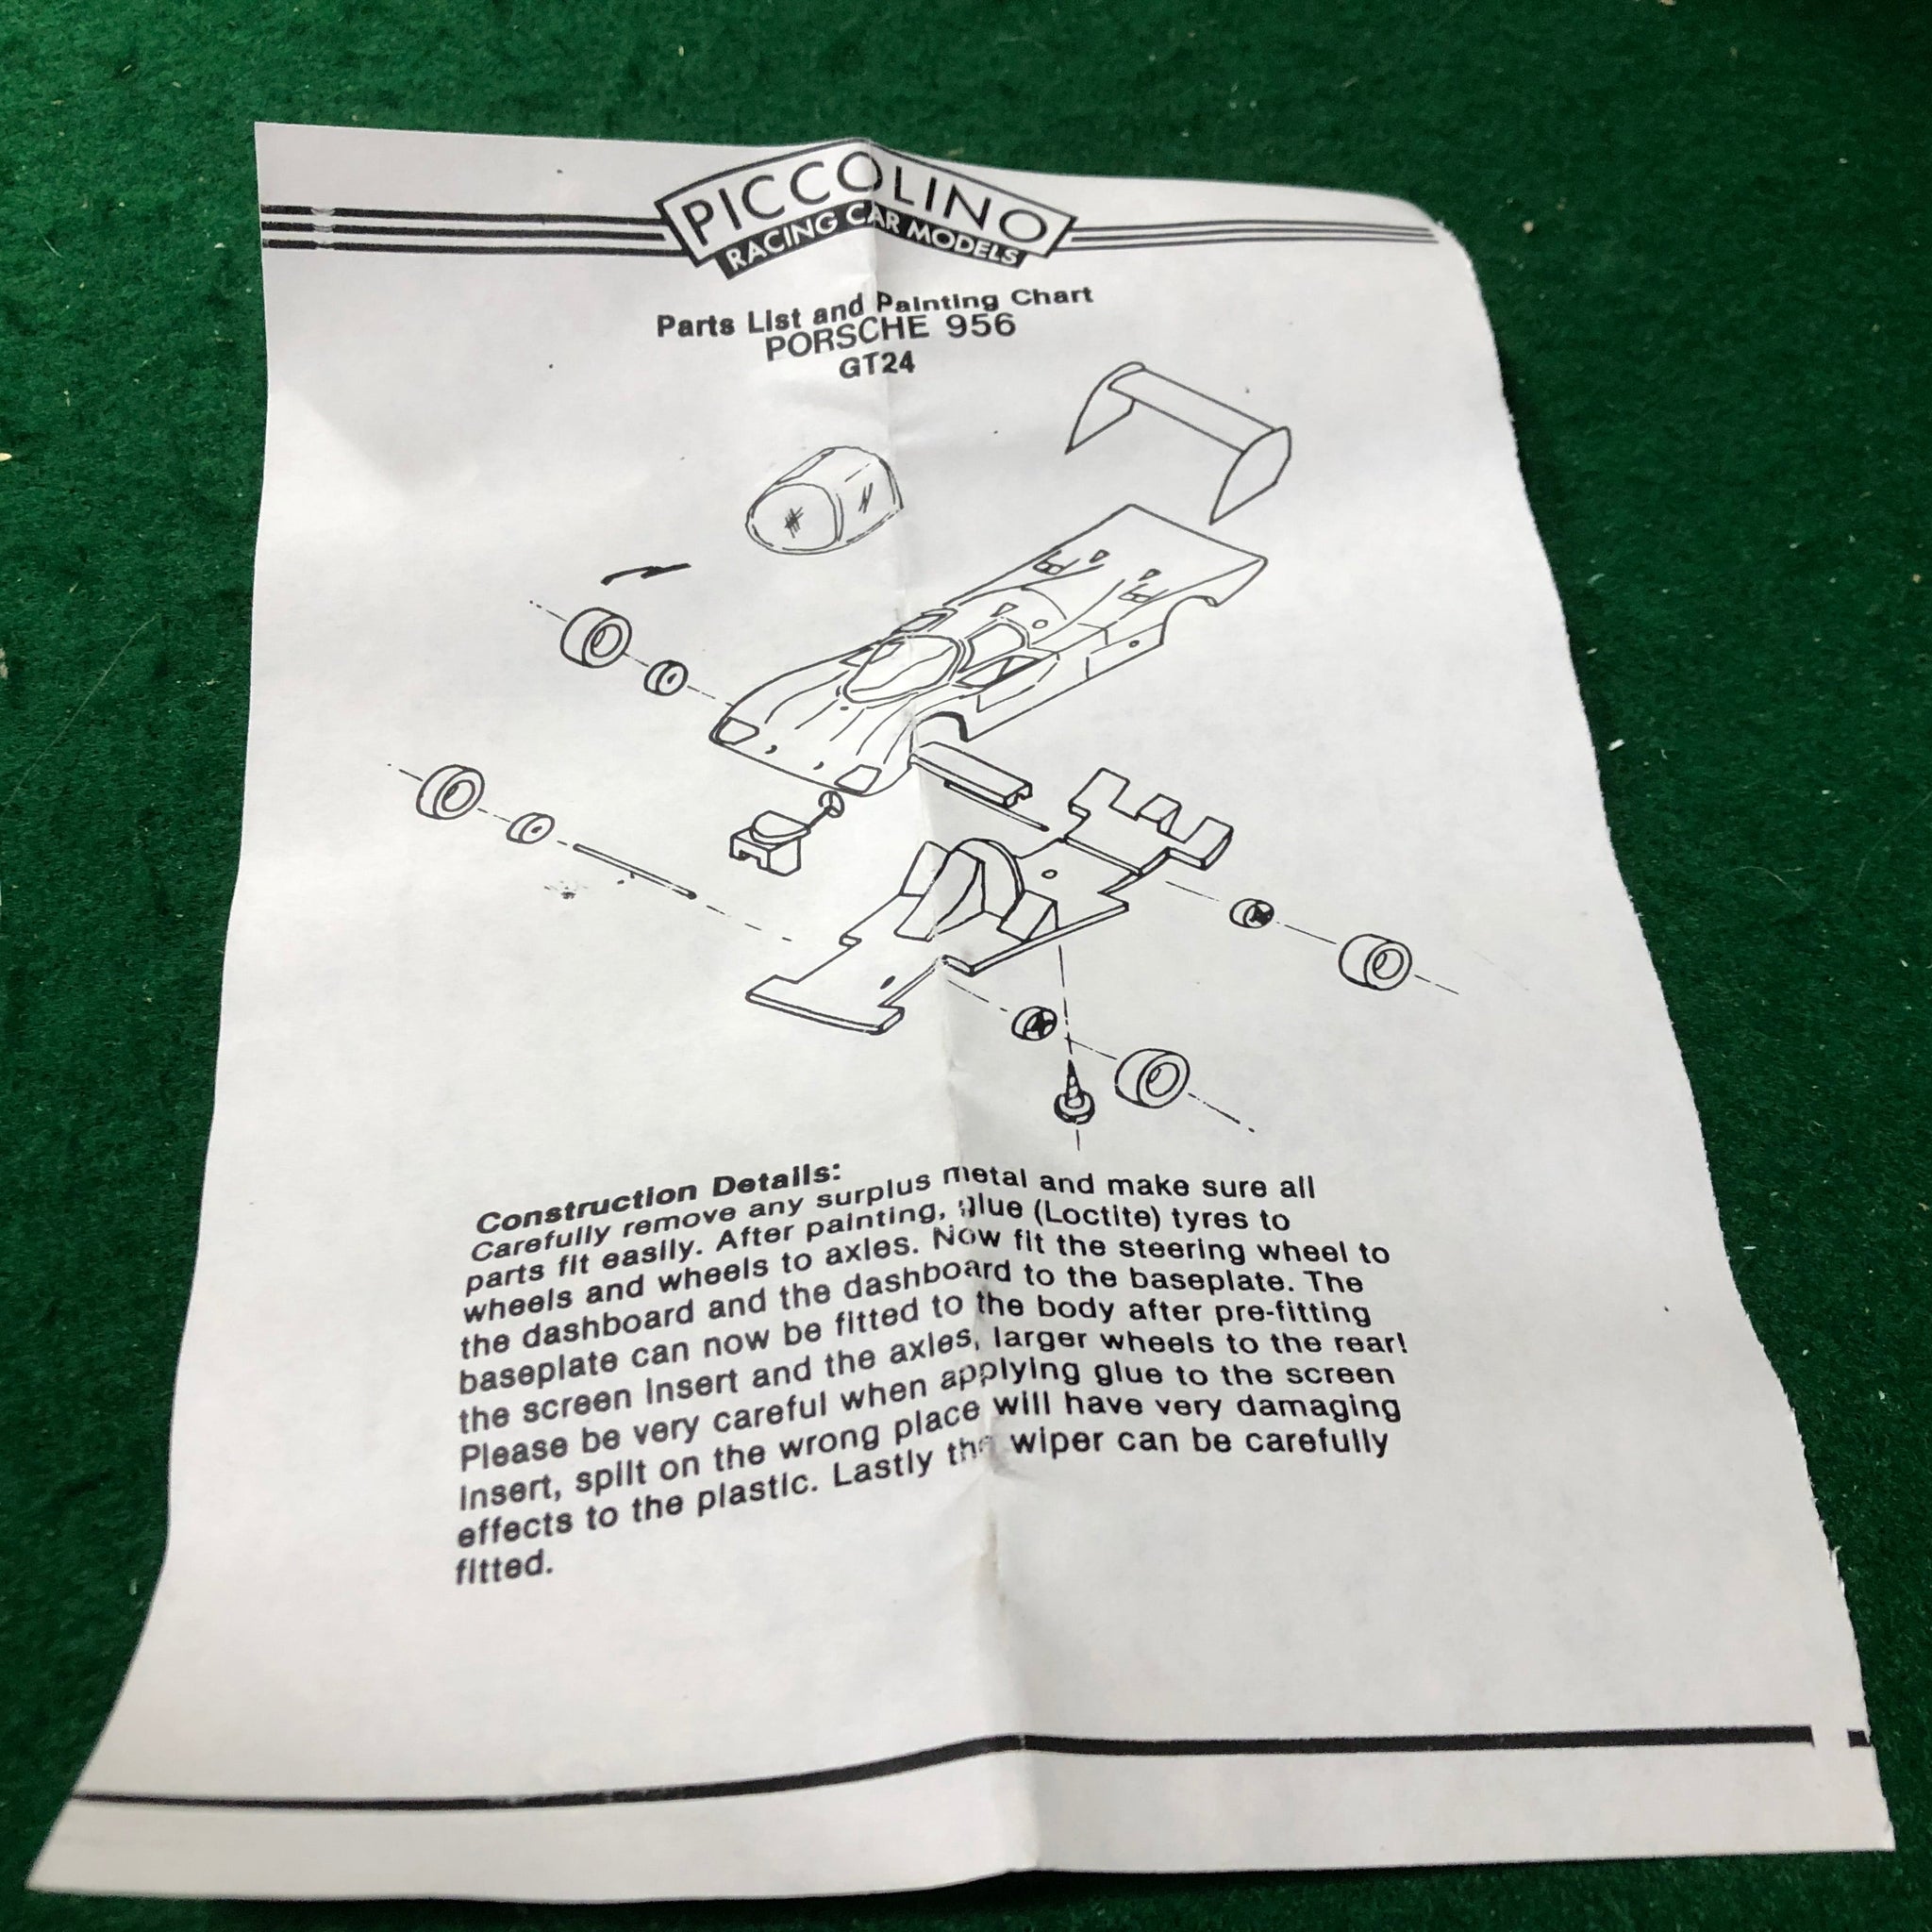 PICCOLINO
RACING CAR MODELS
Parts List and Painting Chart
PORSCHE 956
GT24
Construction Details:
Carefully remove any surplus metal and make sure all
parts fit easily. After painting, glue (Loctite) tyres to
wheels and wheels to axles. Now fit the steering wheel to
the dashboard and the dashboard to the baseplate. The
baseplate can now be fitted to the body after pre-fitting
the screen insert and the axles, larger wheels to the rear!
Please be very careful when applying glue to the screen
insert, spilt on the wrong place will have very damaging
effects to the plastic. Lastly the wiper can be carefully
fitted.